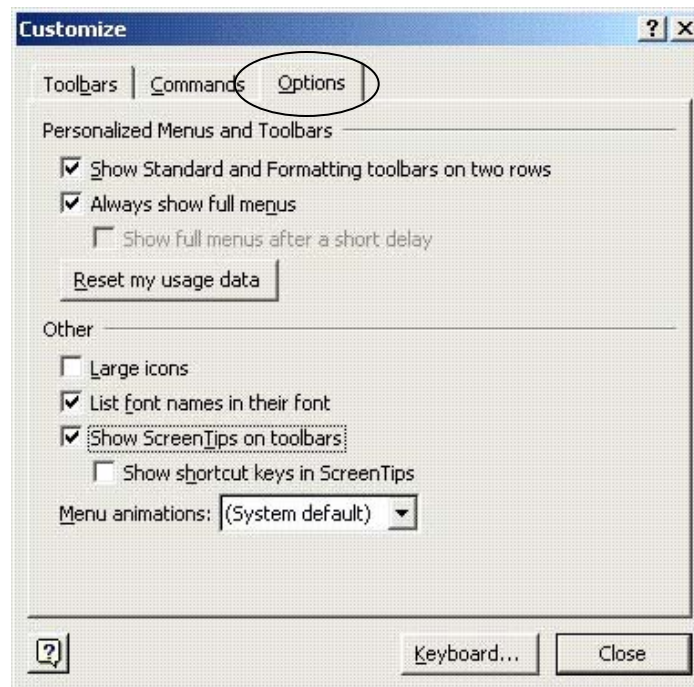 Customize
Toolbars Commands Options
Personalized Menus and Toolbars
Show Standard and Formatting toolbars on two rows
Always show full menus
Show full menus after a short delay
Reset my usage data
Other
Large icons
List font names in their font
Show ScreenTips on toolbars
Show shortcut keys in ScreenTips
Menu animations: (System default)
Keyboard... Close